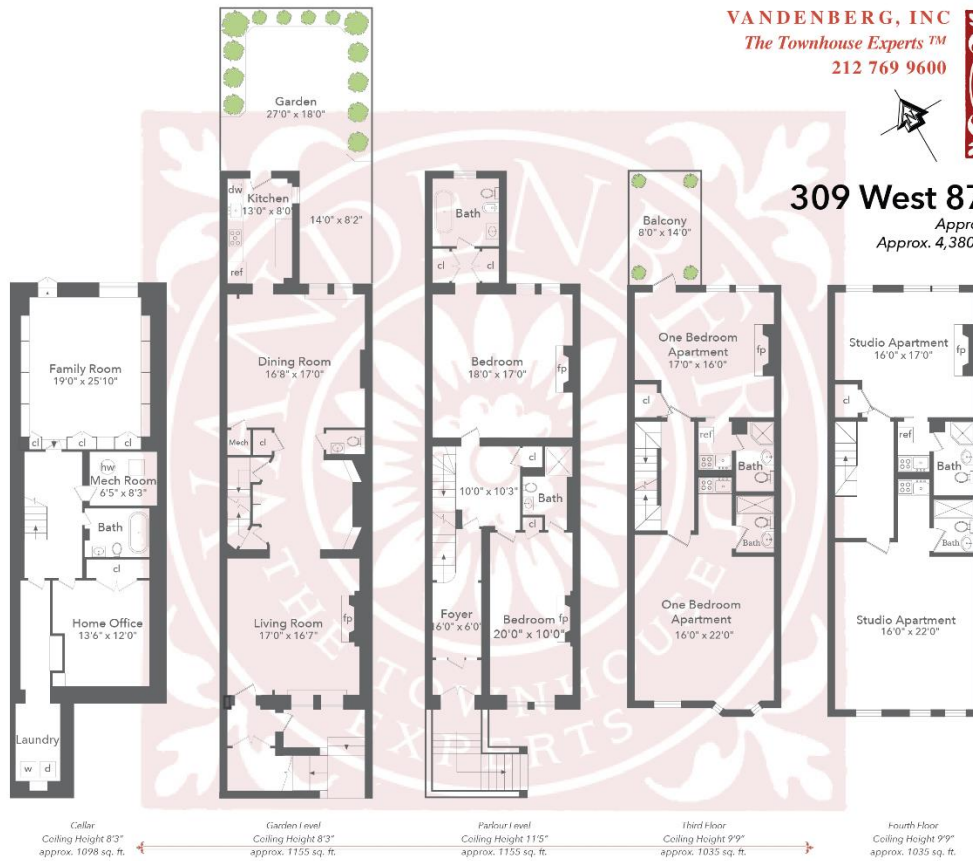 VANDENBERG, INC
The Townhouse Experts ™
212 769 9600
309 West 87
Appro
Approx. 4,380
Garden
27'0" x 18'0"
dw
Kitchen
13'0" x 8'0"
ref
14'0" x 8'2"
Bath
cl
cl
Balcony
8'0" x 14'0"
Family Room
19'0" x 25'10"
cl
cl
cl
hw
Mech Room
6'5" x 8'3"
Bath
cl
Home Office
13'6" x 12'0"
Laundry
w
d
Dining Room
16'8" x 17'0"
Mech
cl
Living Room
17'0" x 16'7"
fp
Bedroom
18'0" x 17'0"
fp
cl
10'0" x 10'3"
Bath
cl
Foyer
16'0" x 6'0"
Bedroom
20'0" x 10'0"
fp
One Bedroom
Apartment
17'0" x 16'0"
fp
cl
ref
Bath
Bath
One Bedroom
Apartment
16'0" x 22'0"
Studio Apartment
16'0" x 17'0"
fp
cl
ref
Bath
Bath
Studio Apartment
16'0" x 22'0"
VANDENBERG
THE TOWNHOUSE
EXPERTS
Cellar
Ceiling Height 8'3"
approx. 1098 sq. ft.
Garden Level
Ceiling Height 8'3"
approx. 1155 sq. ft.
Parlour Level
Ceiling Height 11'5"
approx. 1155 sq. ft.
Third Floor
Ceiling Height 9'9"
approx. 1035 sq. ft.
Fourth Floor
Ceiling Height 9'9"
approx. 1035 sq. ft.